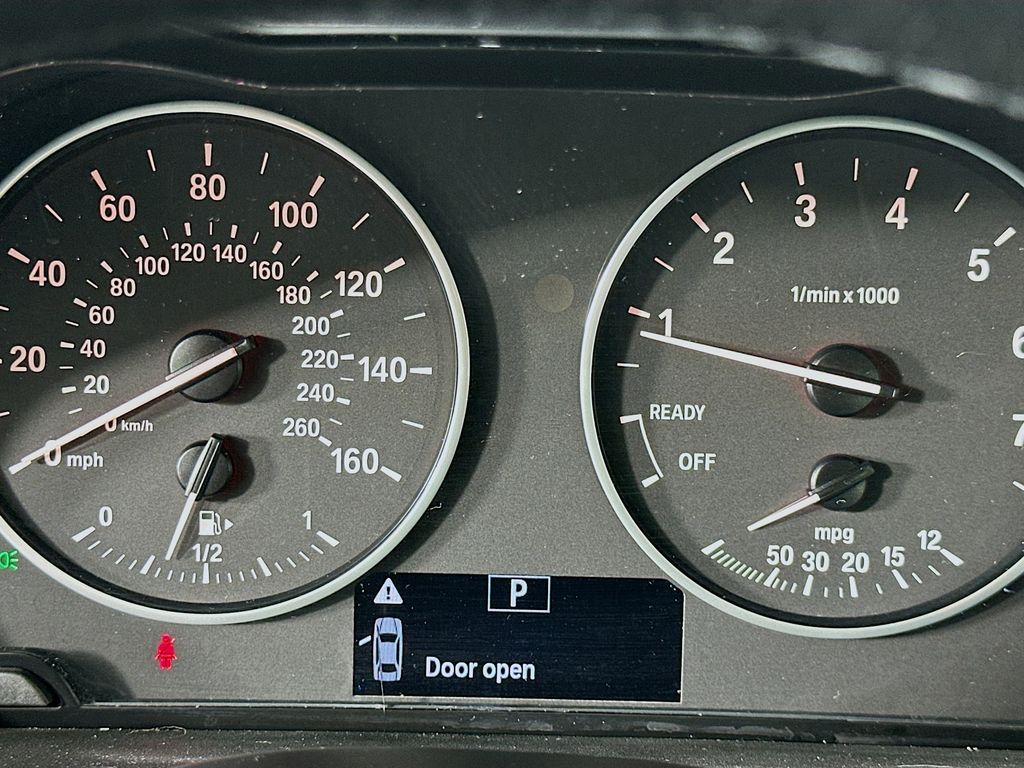 20 40 60 80 100 120 140 160
0 mph
20 40 60 80 100 120 140 160 180 200 220 240 260
0 km/h
0 1/2 1
1 2 3 4 5 6 7
1/min x 1000
READY
OFF
mpg
50 30 20 15 12
P
Door open